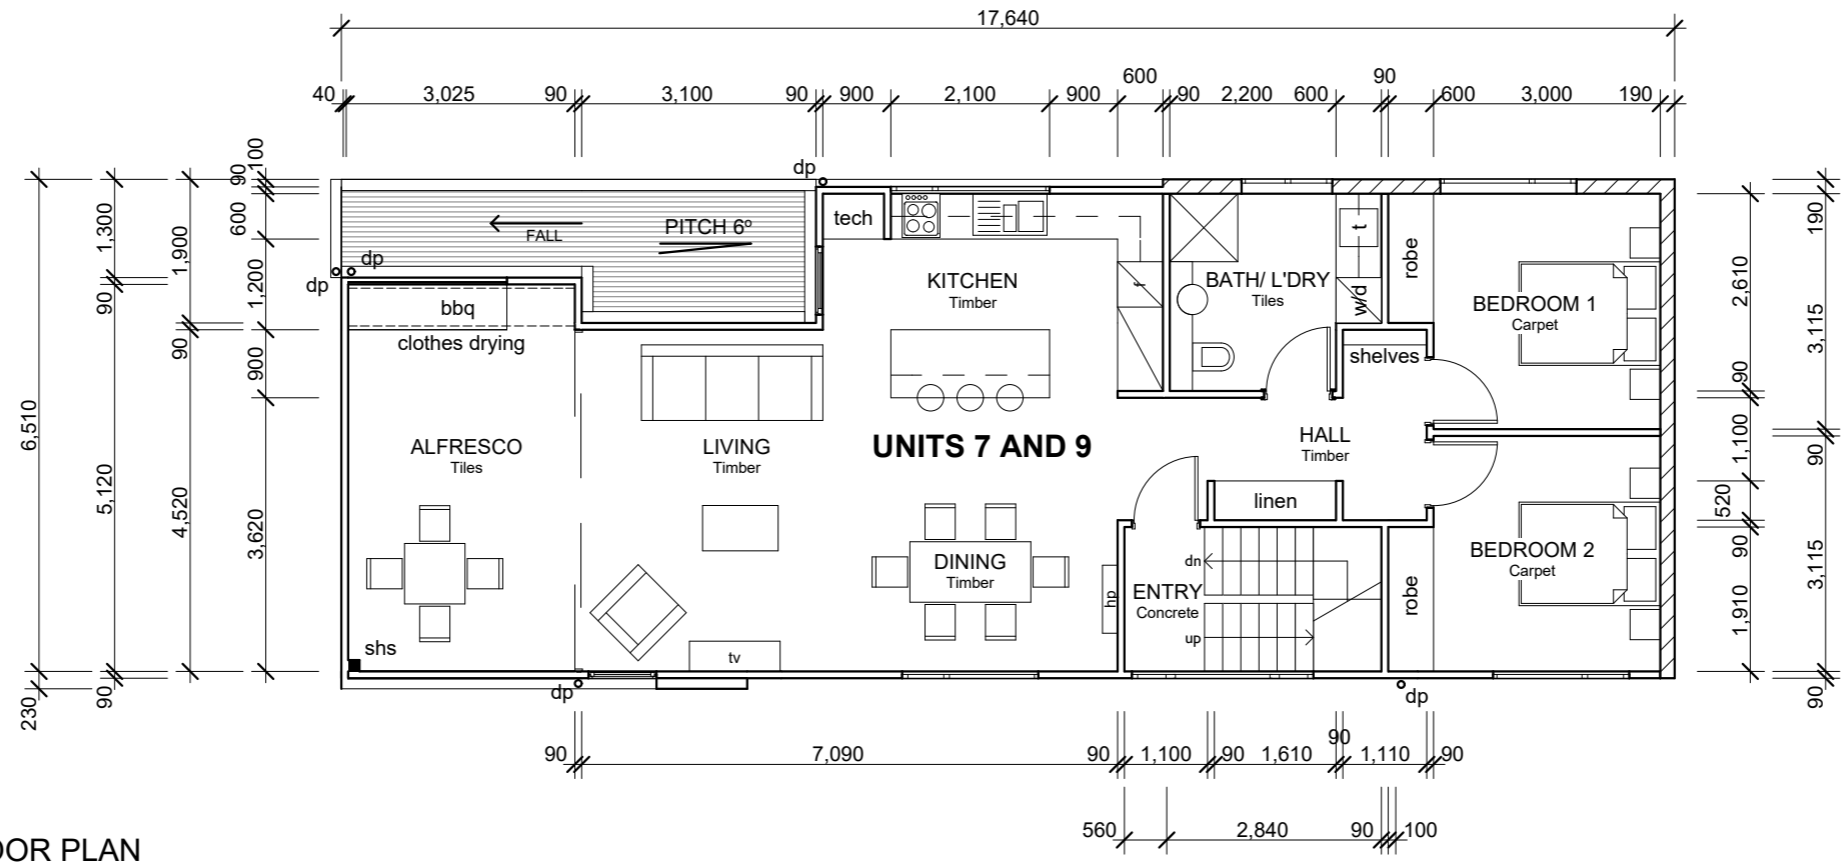 17,640
40 3,025 90 3,100 90 900 2,100 900 600 90 2,200 600 90 600 3,000 190
6,510
230
1,300
90
5,120
90
1,900
90
4,520
100
90
600
1,200
900
3,620
dp
dp
dp
FALL
PITCH 6º
tech
bbq
clothes drying
KITCHEN
Timber
f
BATH/ L'DRY
Tiles
t
w/d
robe
BEDROOM 1
Carpet
shelves
ALFRESCO
Tiles
LIVING
Timber
UNITS 7 AND 9
HALL
Timber
linen
DINING
Timber
hp
ENTRY
Concrete
dn
up
robe
BEDROOM 2
Carpet
shs
tv
dp
dp
2,610
90
1,100
520
90
1,910
190
3,115
90
3,115
90
90 7,090 90 1,100 90 1,610 90 1,110 90
560 2,840 90 100
OOR PLAN